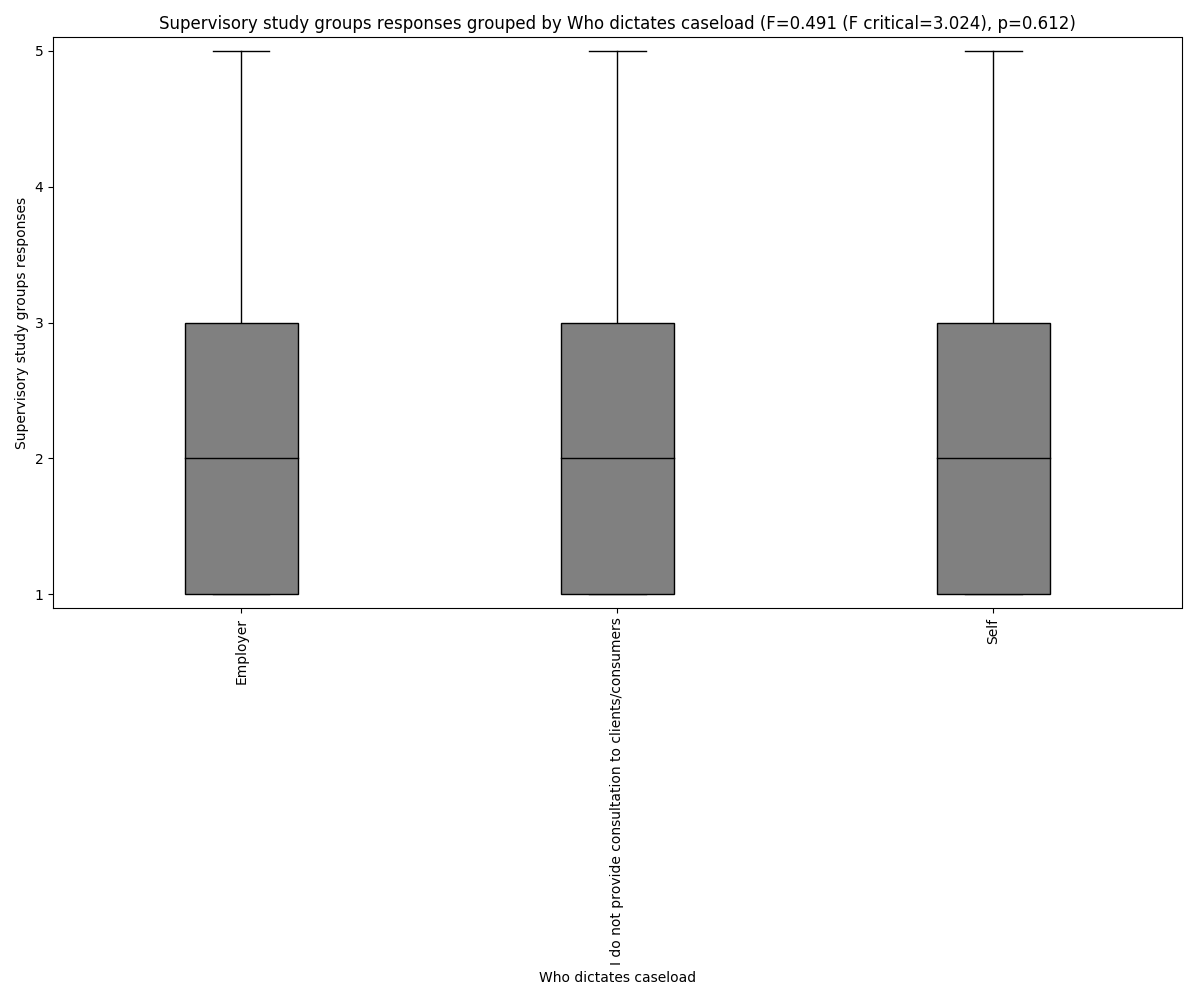 Supervisory study groups responses grouped by Who dictates caseload (F=0.491 (F critical=3.024), p=0.612)
Supervisory study groups responses
5
4
3
2
1
Employer
I do not provide consultation to clients/consumers
Self
Who dictates caseload